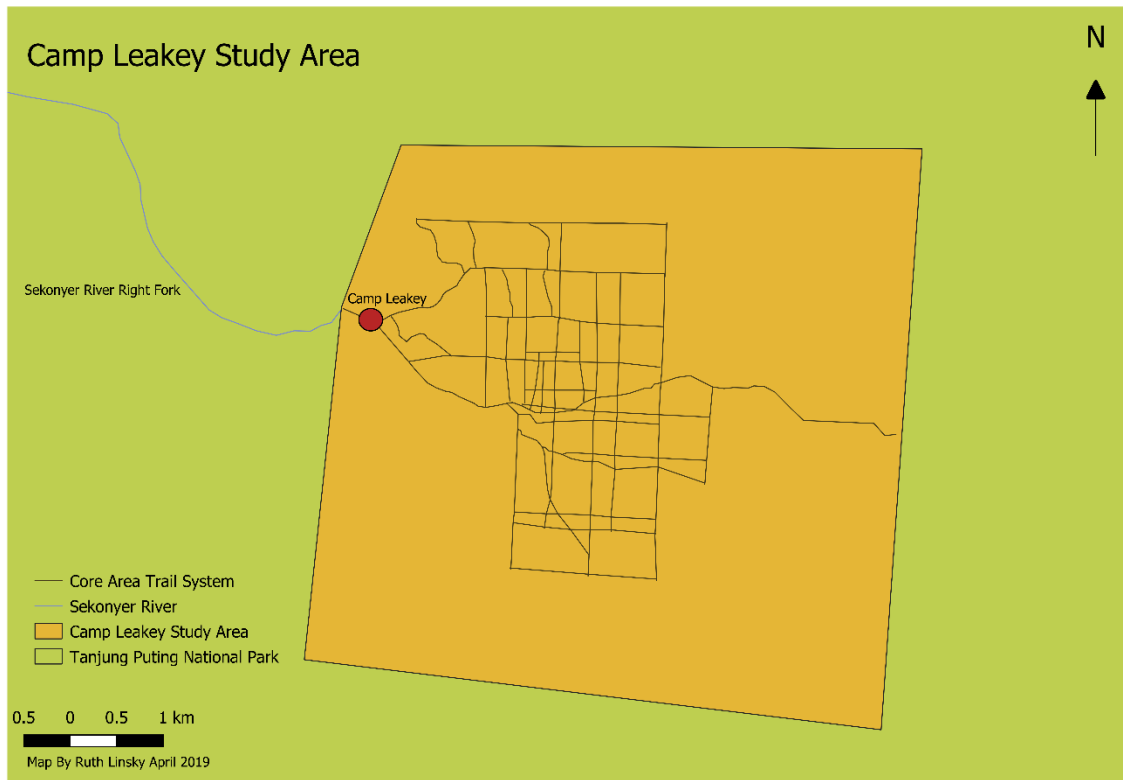 Camp Leakey Study Area
N
Sekonyer River Right Fork
Camp Leakey
Core Area Trail System
Sekonyer River
Camp Leakey Study Area
Tanjung Puting National Park
0.5 0 0.5 1 km
Map By Ruth Linsky April 2019